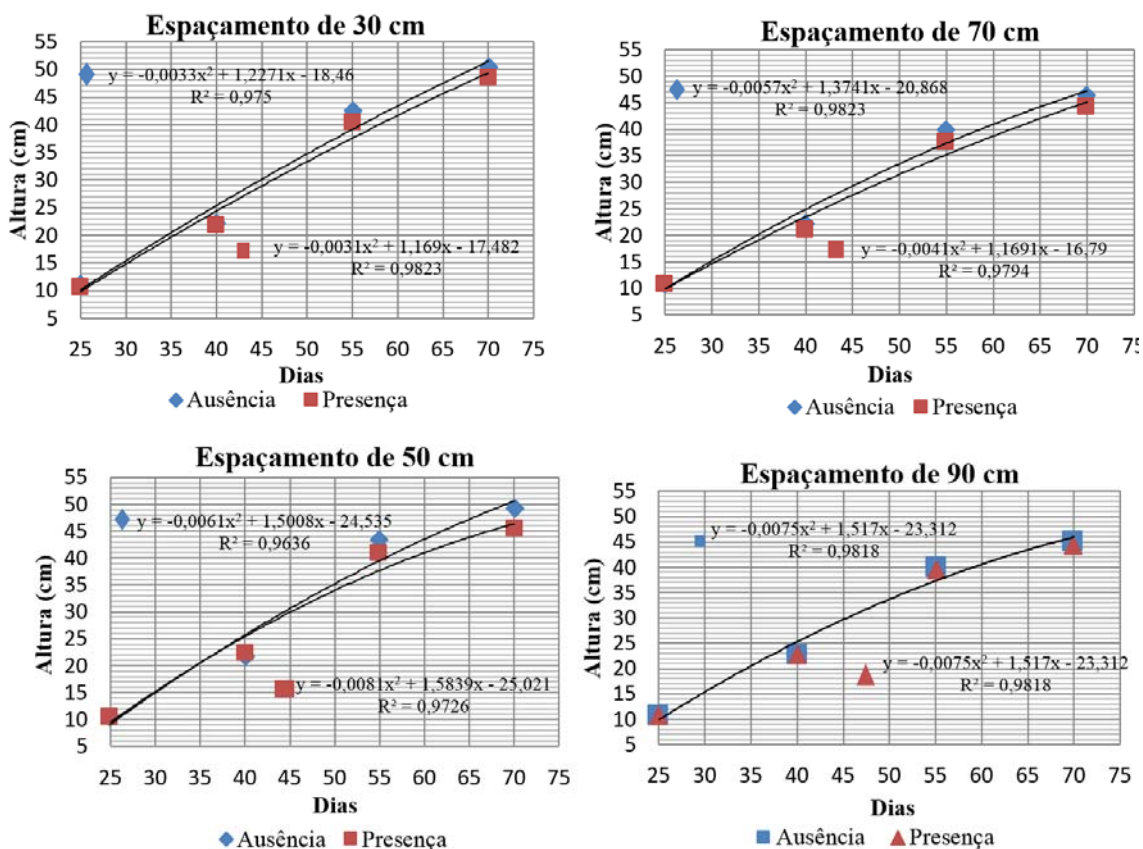 Espaçamento de 30 cm
Altura (cm)
55
50
45
40
35
30
25
20
15
10
5
y = -0,0033x² + 1,2271x - 18,46
R² = 0,975
y = -0,0031x² + 1,169x - 17,482
R² = 0,9823
25 30 35 40 45 50 55 60 65 70 75
Dias
Ausência Presença
Espaçamento de 70 cm
Altura (cm)
55
50
45
40
35
30
25
20
15
10
5
y = -0,0057x² + 1,3741x - 20,868
R² = 0,9823
y = -0,0041x² + 1,1691x - 16,79
R² = 0,9794
25 30 35 40 45 50 55 60 65 70 75
Dias
Ausência Presença
Espaçamento de 50 cm
Altura (cm)
55
50
45
40
35
30
25
20
15
10
5
y = -0,0061x² + 1,5008x - 24,535
R² = 0,9636
y = -0,0081x² + 1,5839x - 25,021
R² = 0,9726
25 30 35 40 45 50 55 60 65 70 75
Dias
Ausência Presença
Espaçamento de 90 cm
Altura (cm)
55
50
45
40
35
30
25
20
15
10
5
y = -0,0075x² + 1,517x - 23,312
R² = 0,9818
y = -0,0075x² + 1,517x - 23,312
R² = 0,9818
25 30 35 40 45 50 55 60 65 70 75
Dias
Ausência Presença